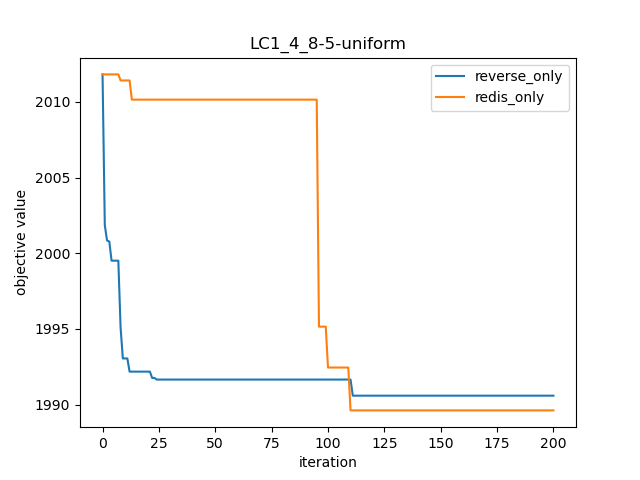 LC1_4_8-5-uniform
reverse_only
redis_only
objective value
2010
2005
2000
1995
1990
0 25 50 75 100 125 150 175 200
iteration